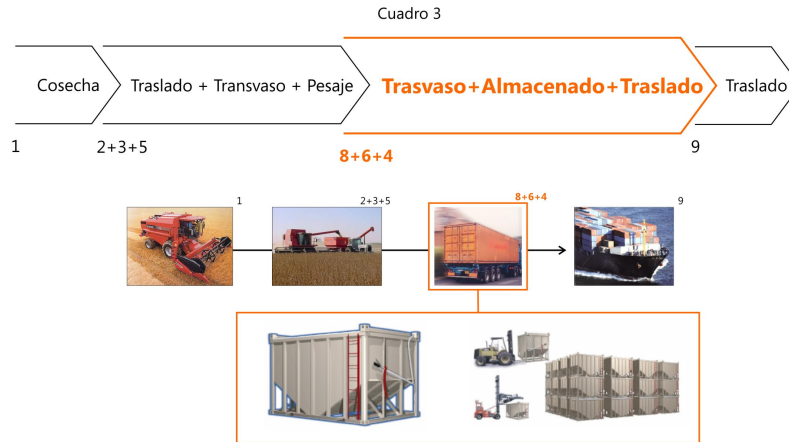 Cuadro 3
Cosecha
Traslado + Transvaso + Pesaje
Trasvaso+Almacenado+Traslado
Traslado
1
2+3+5
8+6+4
9
1
2+3+5
8+6+4
9